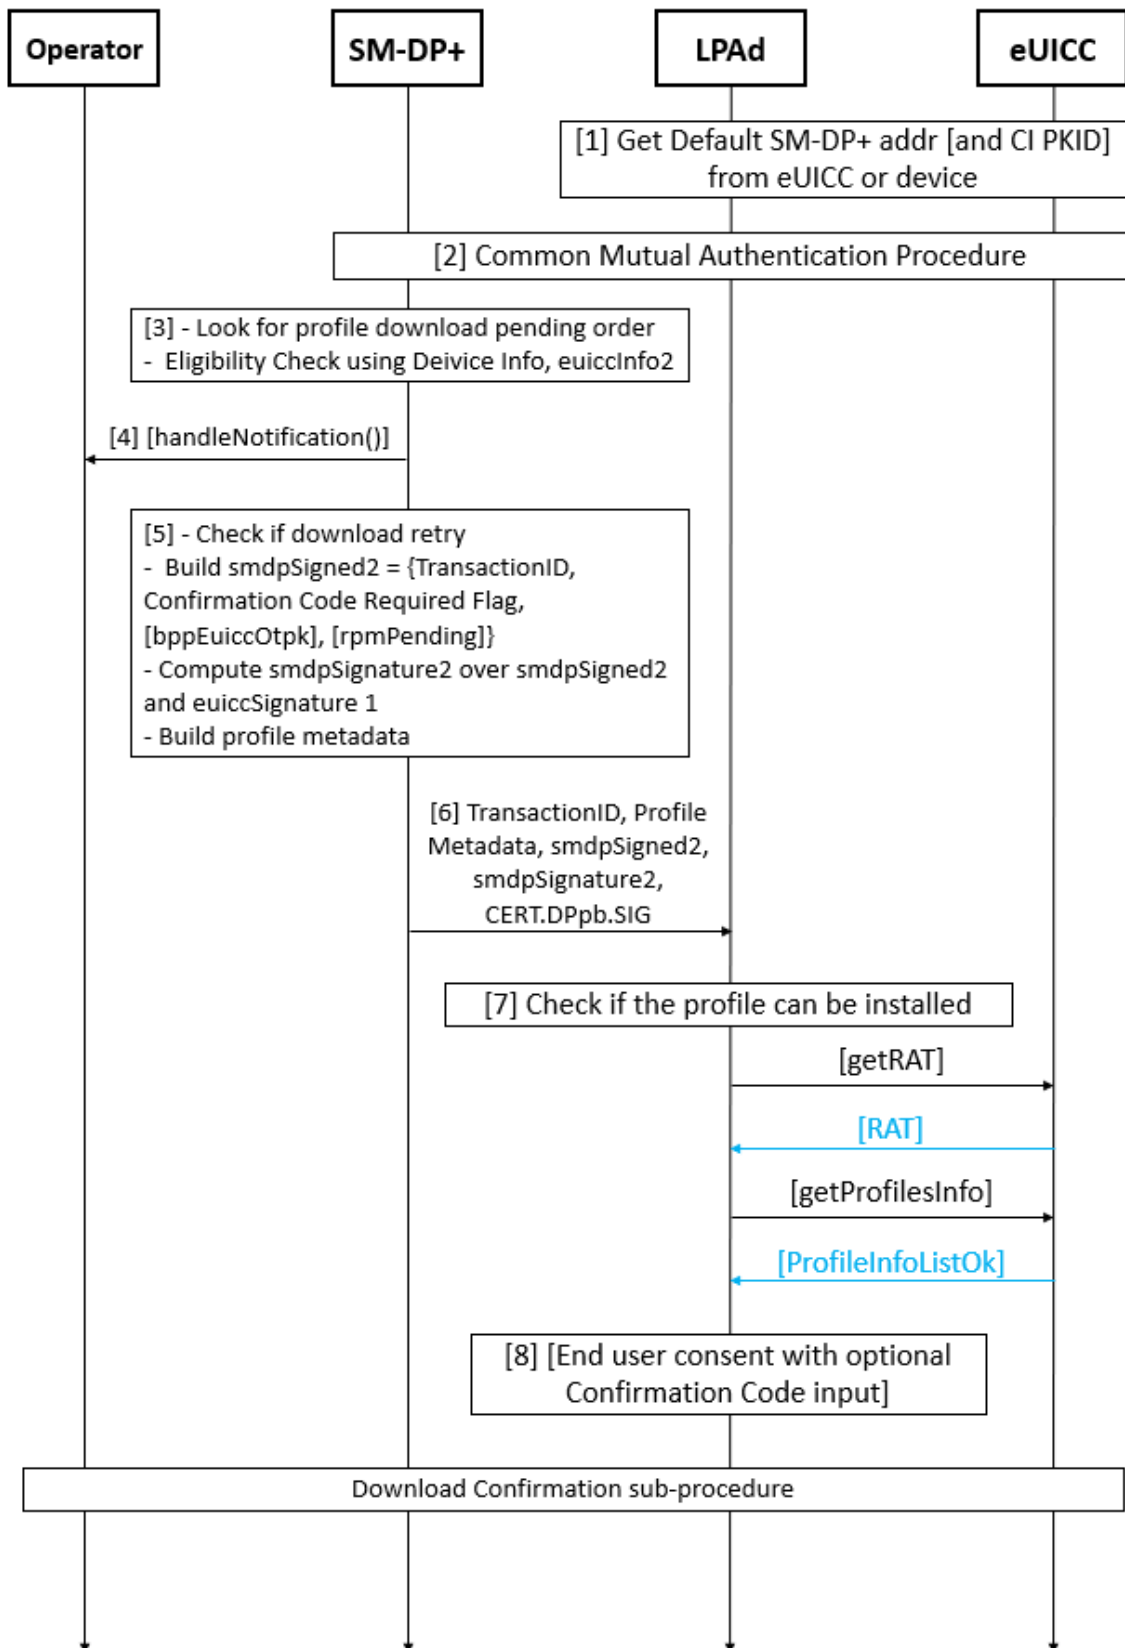 Operator
SM-DP+
LPAd
eUICC
[1] Get Default SM-DP+ addr [and CI PKID]
from eUICC or device
[2] Common Mutual Authentication Procedure
[3] - Look for profile download pending order
- Eligibility Check using Deivice Info, euiccInfo2
[4] [handleNotification()]
[5] - Check if download retry
- Build smdpSigned2 = {TransactionID,
Confirmation Code Required Flag,
[bppEuiccOtpk], [rpmPending]}
- Compute smdpSignature2 over smdpSigned2
and euiccSignature 1
- Build profile metadata
[6] TransactionID, Profile
Metadata, smdpSigned2,
smdpSignature2,
CERT.DPpb.SIG
[7] Check if the profile can be installed
[getRAT]
[RAT]
[getProfilesInfo]
[ProfileInfoListOk]
[8] [End user consent with optional
Confirmation Code input]
Download Confirmation sub-procedure